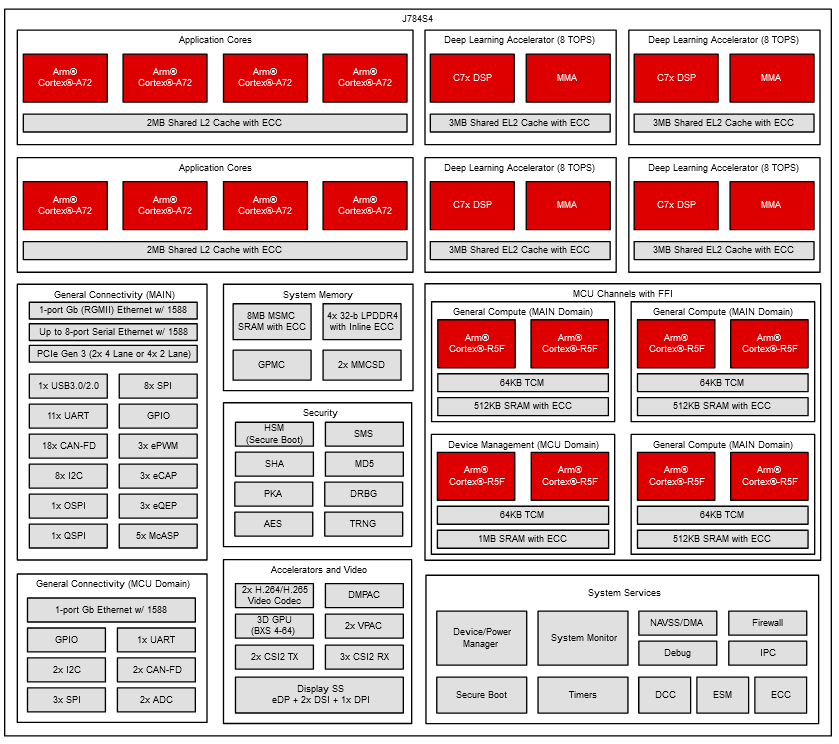 J784S4
Application Cores
Arm®
Cortex®-A72
Arm®
Cortex®-A72
Arm®
Cortex®-A72
Arm®
Cortex®-A72
2MB Shared L2 Cache with ECC
Deep Learning Accelerator (8 TOPS)
C7x DSP
MMA
3MB Shared EL2 Cache with ECC
Deep Learning Accelerator (8 TOPS)
C7x DSP
MMA
3MB Shared EL2 Cache with ECC
Application Cores
Arm®
Cortex®-A72
Arm®
Cortex®-A72
Arm®
Cortex®-A72
Arm®
Cortex®-A72
2MB Shared L2 Cache with ECC
Deep Learning Accelerator (8 TOPS)
C7x DSP
MMA
3MB Shared EL2 Cache with ECC
Deep Learning Accelerator (8 TOPS)
C7x DSP
MMA
3MB Shared EL2 Cache with ECC
General Connectivity (MAIN)
1-port Gb (RGMII) Ethernet w/ 1588
Up to 8-port Serial Ethernet w/ 1588
PCIe Gen 3 (2x 4 Lane or 4x 2 Lane)
1x USB3.0/2.0
8x SPI
11x UART
GPIO
18x CAN-FD
3x ePWM
8x I2C
3x eCAP
1x OSPI
3x eQEP
1x QSPI
5x McASP
System Memory
8MB MSMC
SRAM with ECC
4x 32-b LPDDR4
with Inline ECC
GPMC
2x MMCSD
Security
HSM
(Secure Boot)
SMS
SHA
MD5
PKA
DRBG
AES
TRNG
MCU Channels with FFI
General Compute (MAIN Domain)
Arm®
Cortex®-R5F
Arm®
Cortex®-R5F
64KB TCM
512KB SRAM with ECC
General Compute (MAIN Domain)
Arm®
Cortex®-R5F
Arm®
Cortex®-R5F
64KB TCM
512KB SRAM with ECC
Device Management (MCU Domain)
Arm®
Cortex®-R5F
Arm®
Cortex®-R5F
64KB TCM
1MB SRAM with ECC
General Compute (MAIN Domain)
Arm®
Cortex®-R5F
Arm®
Cortex®-R5F
64KB TCM
512KB SRAM with ECC
General Connectivity (MCU Domain)
1-port Gb Ethernet w/ 1588
GPIO
1x UART
2x I2C
2x CAN-FD
3x SPI
2x ADC
Accelerators and Video
2x H.264/H.265
Video Codec
DMPAC
3D GPU
(BXS 4-64)
2x VPAC
2x CSI2 TX
3x CSI2 RX
Display SS
eDP + 2x DSI + 1x DPI
System Services
Device/Power
Manager
System Monitor
NAVSS/DMA
Firewall
Debug
IPC
Secure Boot
Timers
DCC
ESM
ECC